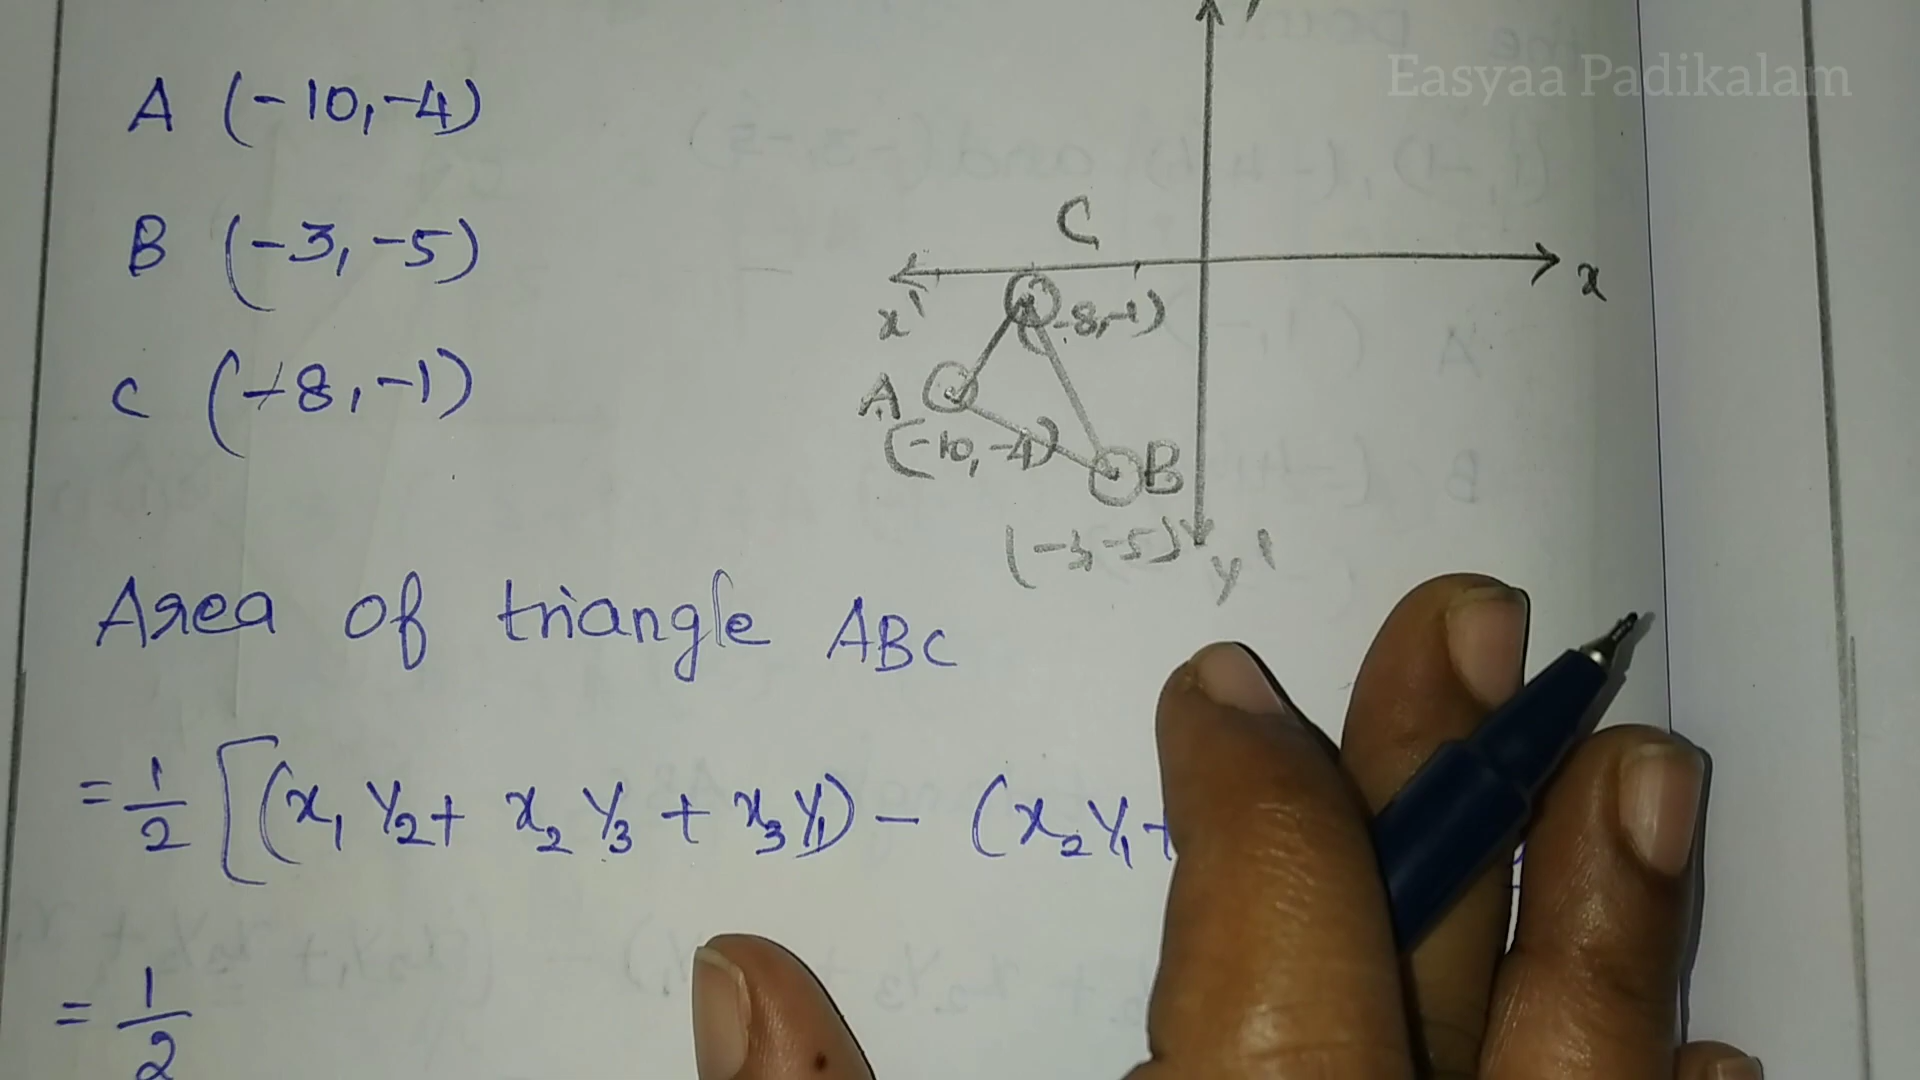 Easyaa Padikalam
A (-10, -4)
B (-3, -5)
C (-8, -1)
C
x' x
(-8, -1)
A
(-10, -4)
B
(-3 -5)
y'
Area of triangle ABC
= 1/2 [(x₁ y₂ + x₂ y₃ + x₃ y₁) - (x₂ y₁ +
= 1/2